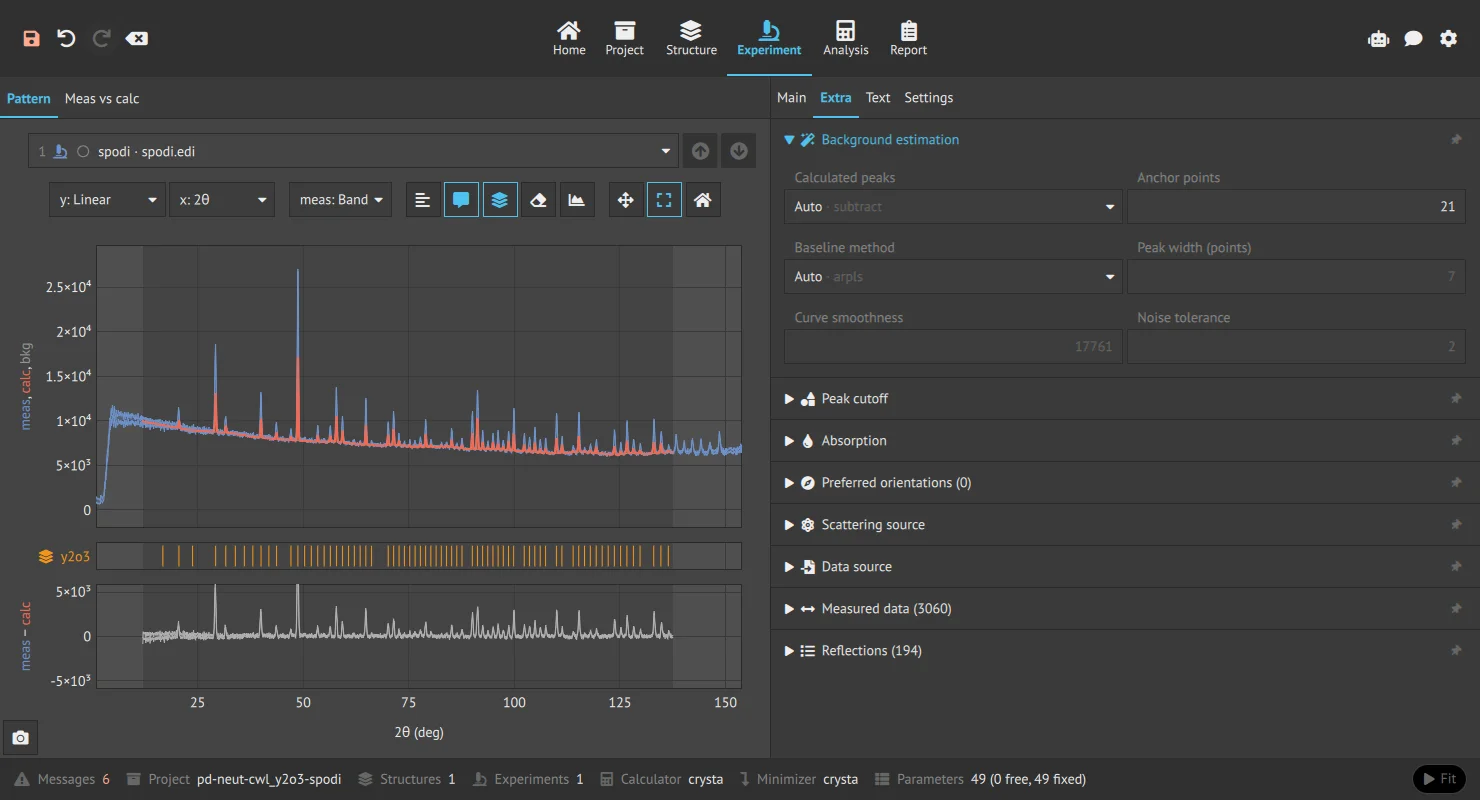 Home
Project
Structure
Experiment
Analysis
Report
Pattern
Meas vs calc
Main
Extra
Text
Settings
1 spodi · spodi.edi
y: Linear
x: 2θ
meas: Band
2.5×10⁴
2×10⁴
1.5×10⁴
1×10⁴
5×10³
0
meas, calc, bkg
y2o3
5×10³
0
-5×10³
meas − calc
25
50
75
100
125
150
2θ (deg)
Background estimation
Calculated peaks
Anchor points
Auto · subtract
21
Baseline method
Peak width (points)
Auto · arpls
7
Curve smoothness
Noise tolerance
17761
2
Peak cutoff
Absorption
Preferred orientations (0)
Scattering source
Data source
Measured data (3060)
Reflections (194)
Messages 6
Project pd-neut-cwl_y2o3-spodi
Structures 1
Experiments 1
Calculator crysta
Minimizer crysta
Parameters 49 (0 free, 49 fixed)
Fit